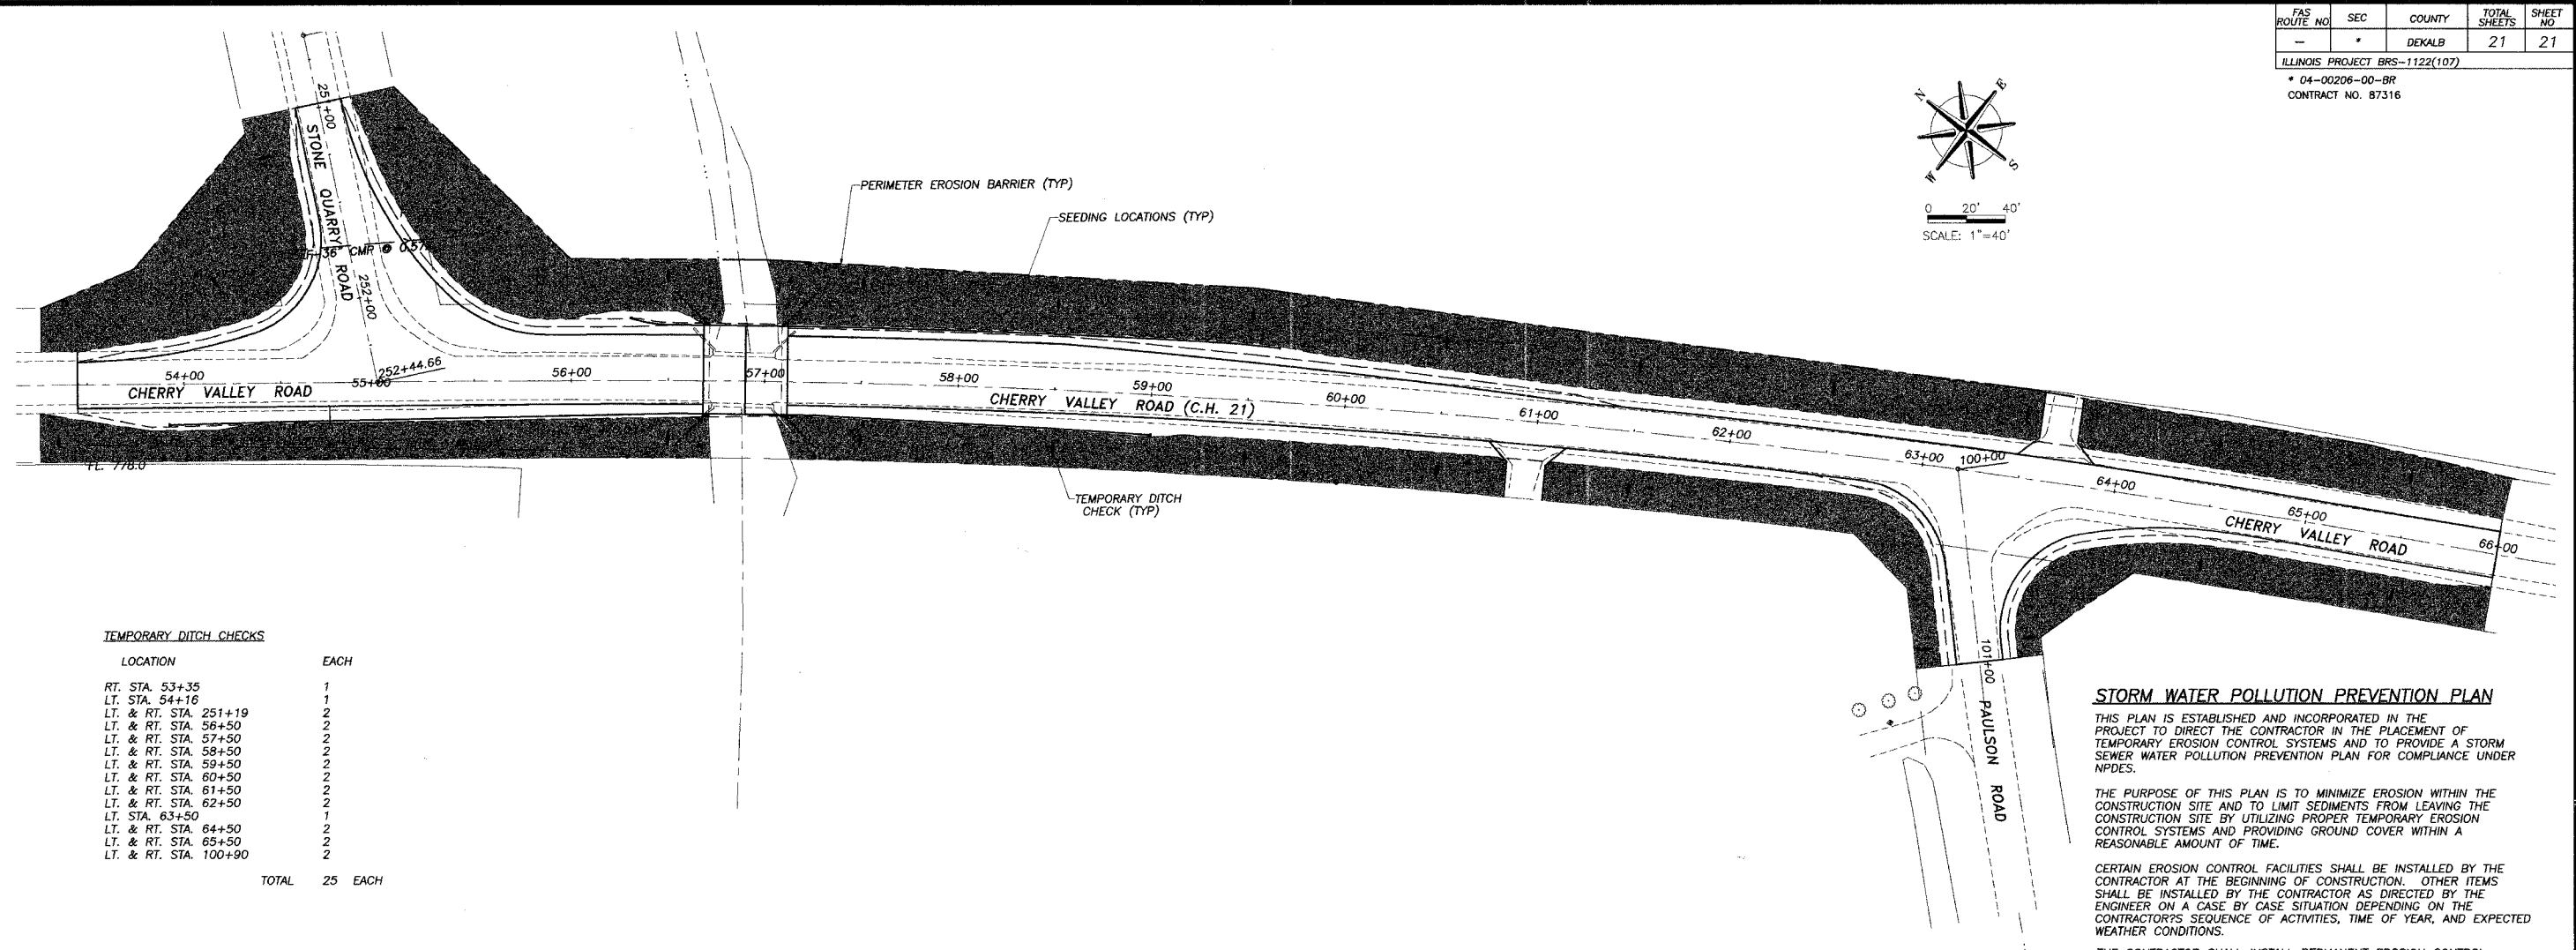 FAS ROUTE NO SEC COUNTY TOTAL SHEETS SHEET NO
- * DEKALB 21 21
ILLINOIS PROJECT BRS-1122(107)
* 04-00206-00-BR
CONTRACT NO. 87316
N
E
W
S
0 20' 40'
SCALE: 1"=40'
251+00
STONE QUARRY ROAD
36" CMP @
252+00
252+44.66
PERIMETER EROSION BARRIER (TYP)
SEEDING LOCATIONS (TYP)
54+00
55+00
56+00
57+00
58+00
59+00
60+00
61+00
62+00
63+00
100+00
64+00
65+00
66+00
CHERRY VALLEY ROAD
CHERRY VALLEY ROAD (C.H. 21)
CHERRY VALLEY ROAD
FL. 778.0
TEMPORARY DITCH
CHECK (TYP)
101+00
PAULSON ROAD
TEMPORARY DITCH CHECKS
LOCATION EACH
RT. STA. 53+35 1
LT. STA. 54+16 1
LT. & RT. STA. 251+19 2
LT. & RT. STA. 56+50 2
LT. & RT. STA. 57+50 2
LT. & RT. STA. 58+50 2
LT. & RT. STA. 59+50 2
LT. & RT. STA. 60+50 2
LT. & RT. STA. 61+50 2
LT. & RT. STA. 62+50 2
LT. STA. 63+50 1
LT. & RT. STA. 64+50 2
LT. & RT. STA. 65+50 2
LT. & RT. STA. 100+90 2
TOTAL 25 EACH
STORM WATER POLLUTION PREVENTION PLAN
THIS PLAN IS ESTABLISHED AND INCORPORATED IN THE
PROJECT TO DIRECT THE CONTRACTOR IN THE PLACEMENT OF
TEMPORARY EROSION CONTROL SYSTEMS AND TO PROVIDE A STORM
SEWER WATER POLLUTION PREVENTION PLAN FOR COMPLIANCE UNDER
NPDES.
THE PURPOSE OF THIS PLAN IS TO MINIMIZE EROSION WITHIN THE
CONSTRUCTION SITE AND TO LIMIT SEDIMENTS FROM LEAVING THE
CONSTRUCTION SITE BY UTILIZING PROPER TEMPORARY EROSION
CONTROL SYSTEMS AND PROVIDING GROUND COVER WITHIN A
REASONABLE AMOUNT OF TIME.
CERTAIN EROSION CONTROL FACILITIES SHALL BE INSTALLED BY THE
CONTRACTOR AT THE BEGINNING OF CONSTRUCTION. OTHER ITEMS
SHALL BE INSTALLED BY THE CONTRACTOR AS DIRECTED BY THE
ENGINEER ON A CASE BY CASE SITUATION DEPENDING ON THE
CONTRACTOR?S SEQUENCE OF ACTIVITIES, TIME OF YEAR, AND EXPECTED
WEATHER CONDITIONS.
THE CONTRACTOR SHALL INSTALL PERMANENT EROSION CONTROL